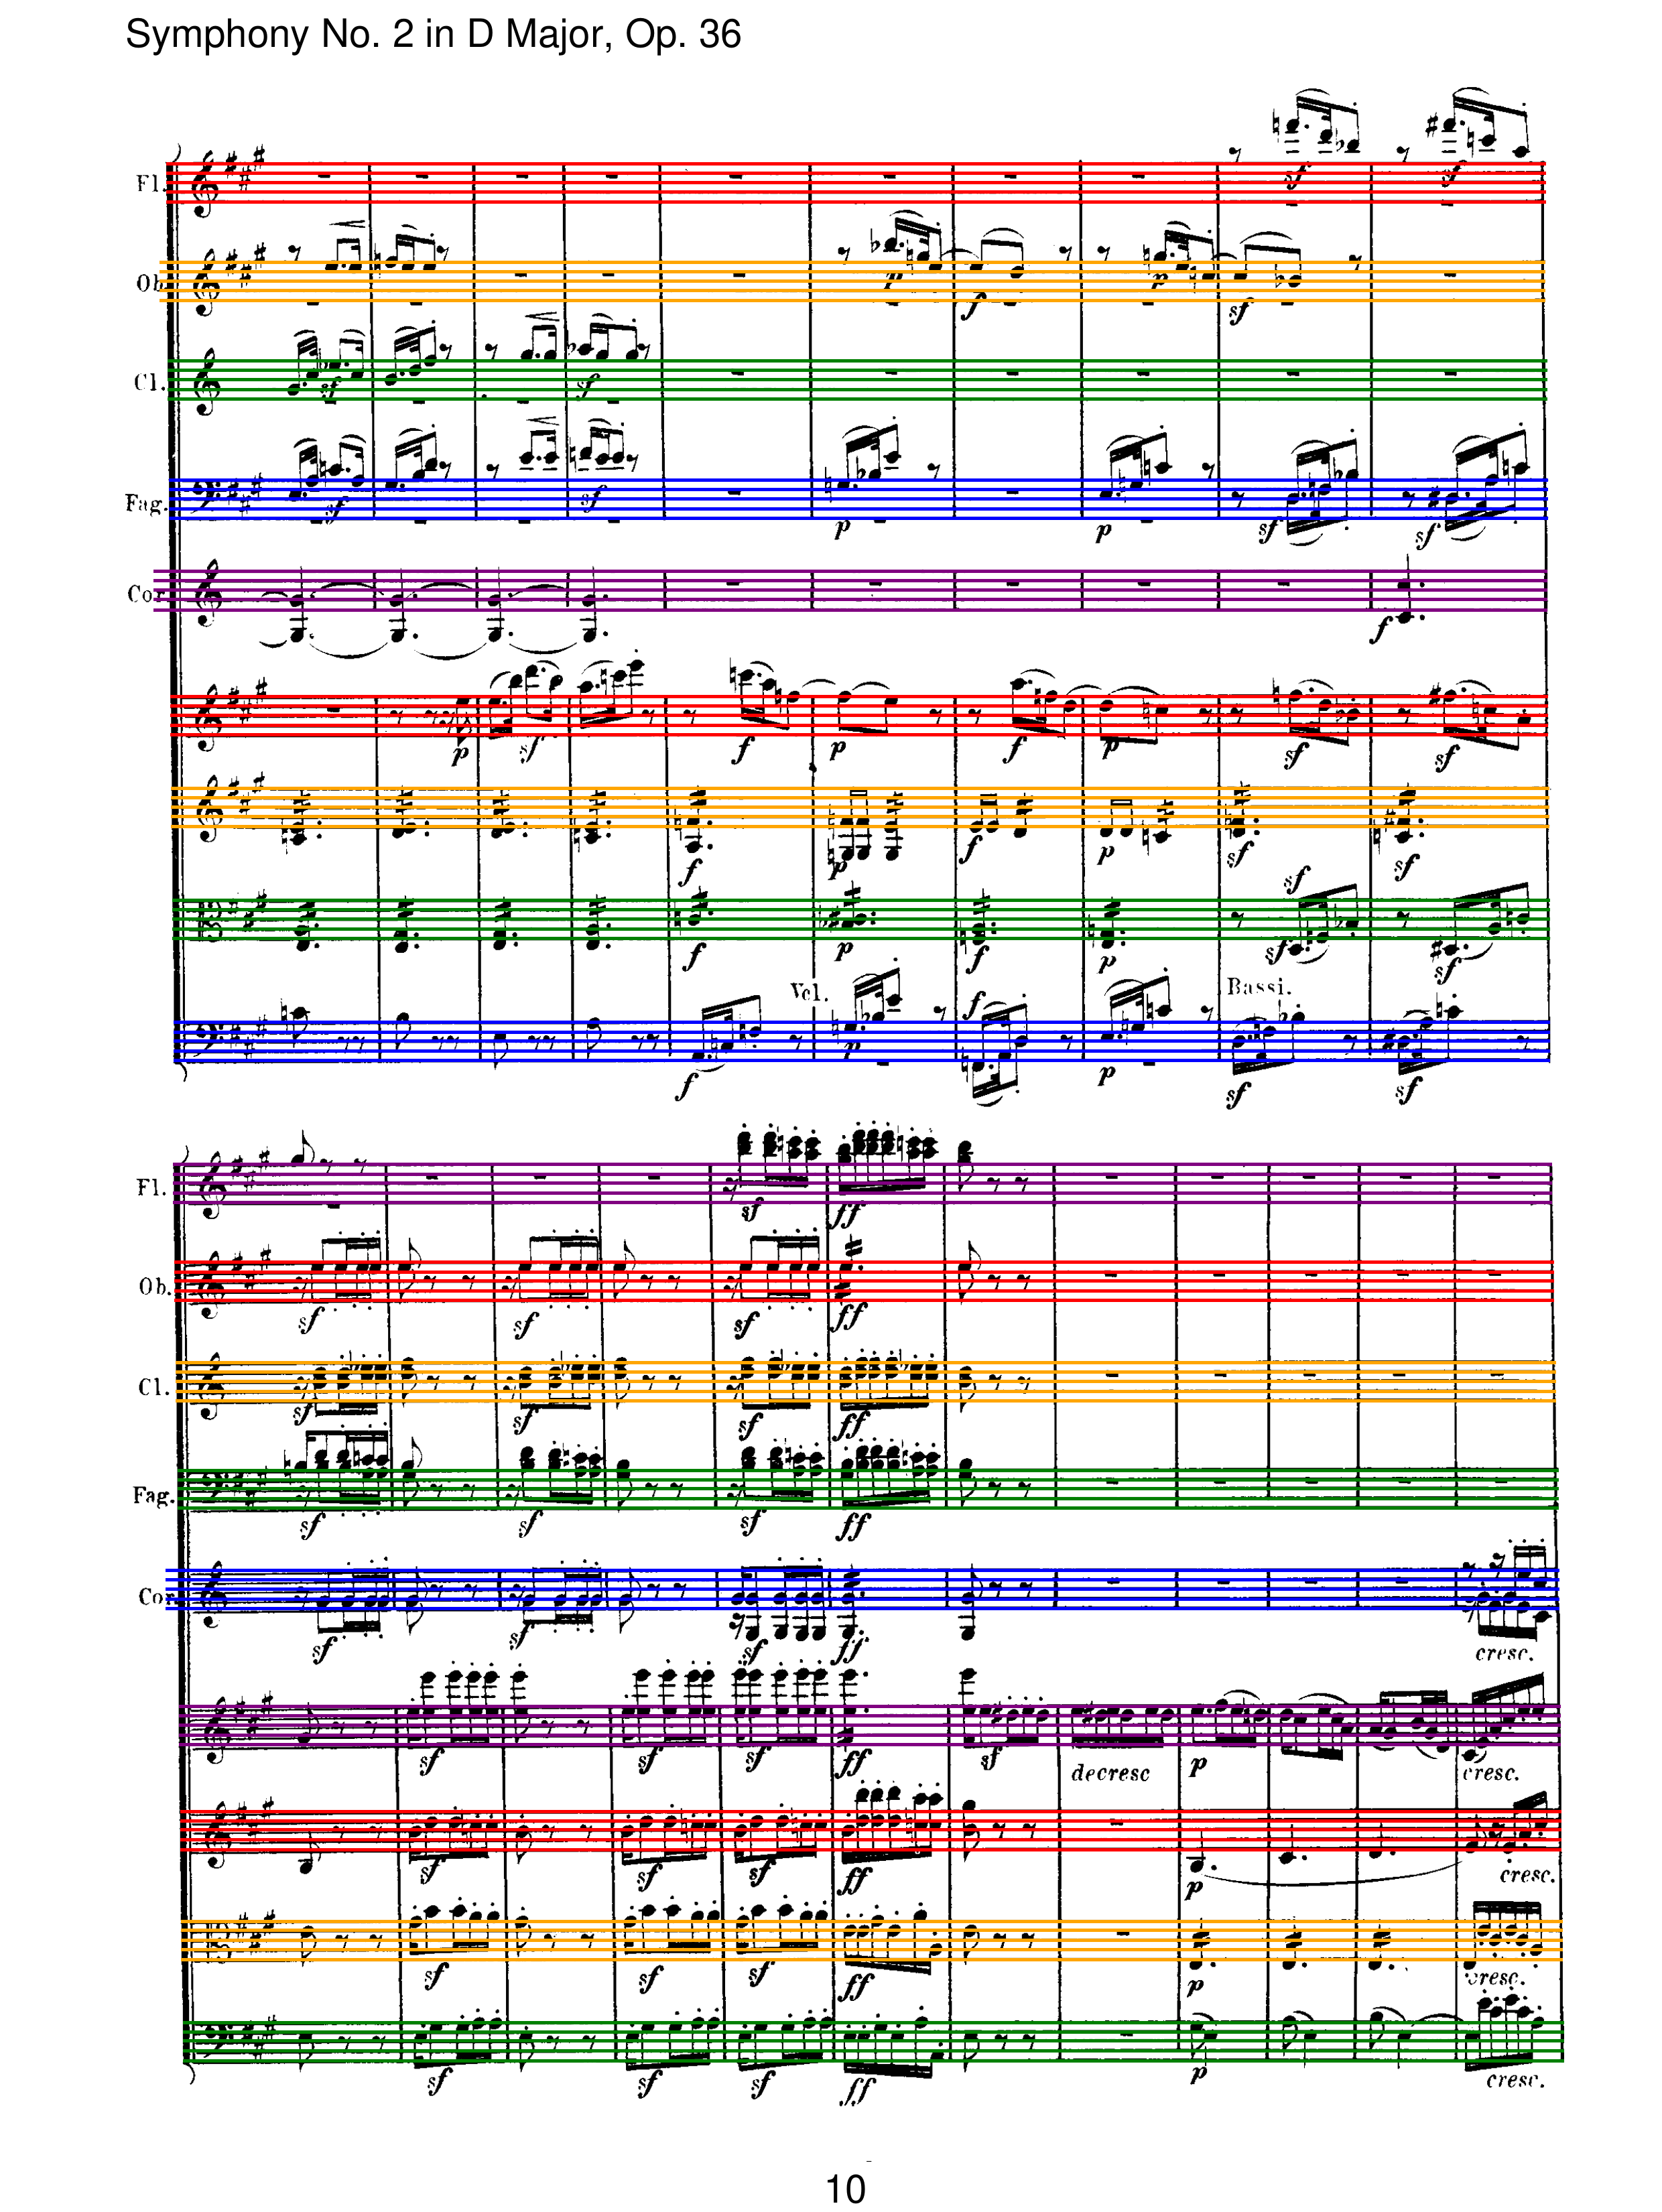 Symphony No. 2 in D Major, Op. 36
Fl.
p p sf sf
Ob
f sf
Cl.
sf sf
Fag.
sf sf p p sf sf
Cor
f
p sf f p f p sf sf
f p f p sf sf
f p f p sf sf sf
Vcl. Bassi.
f p f p sf sf
Fl.
sf ff
Ob.
sf sf sf ff
Cl.
sf sf sf ff
Fag.
sf sf sf ff
Cor
sf sf sf ff cresc.
sf sf sf ff sf decresc p cresc.
sf sf sf ff p cresc.
sf sf sf ff p cresc.
sf sf sf ff p cresc.
10